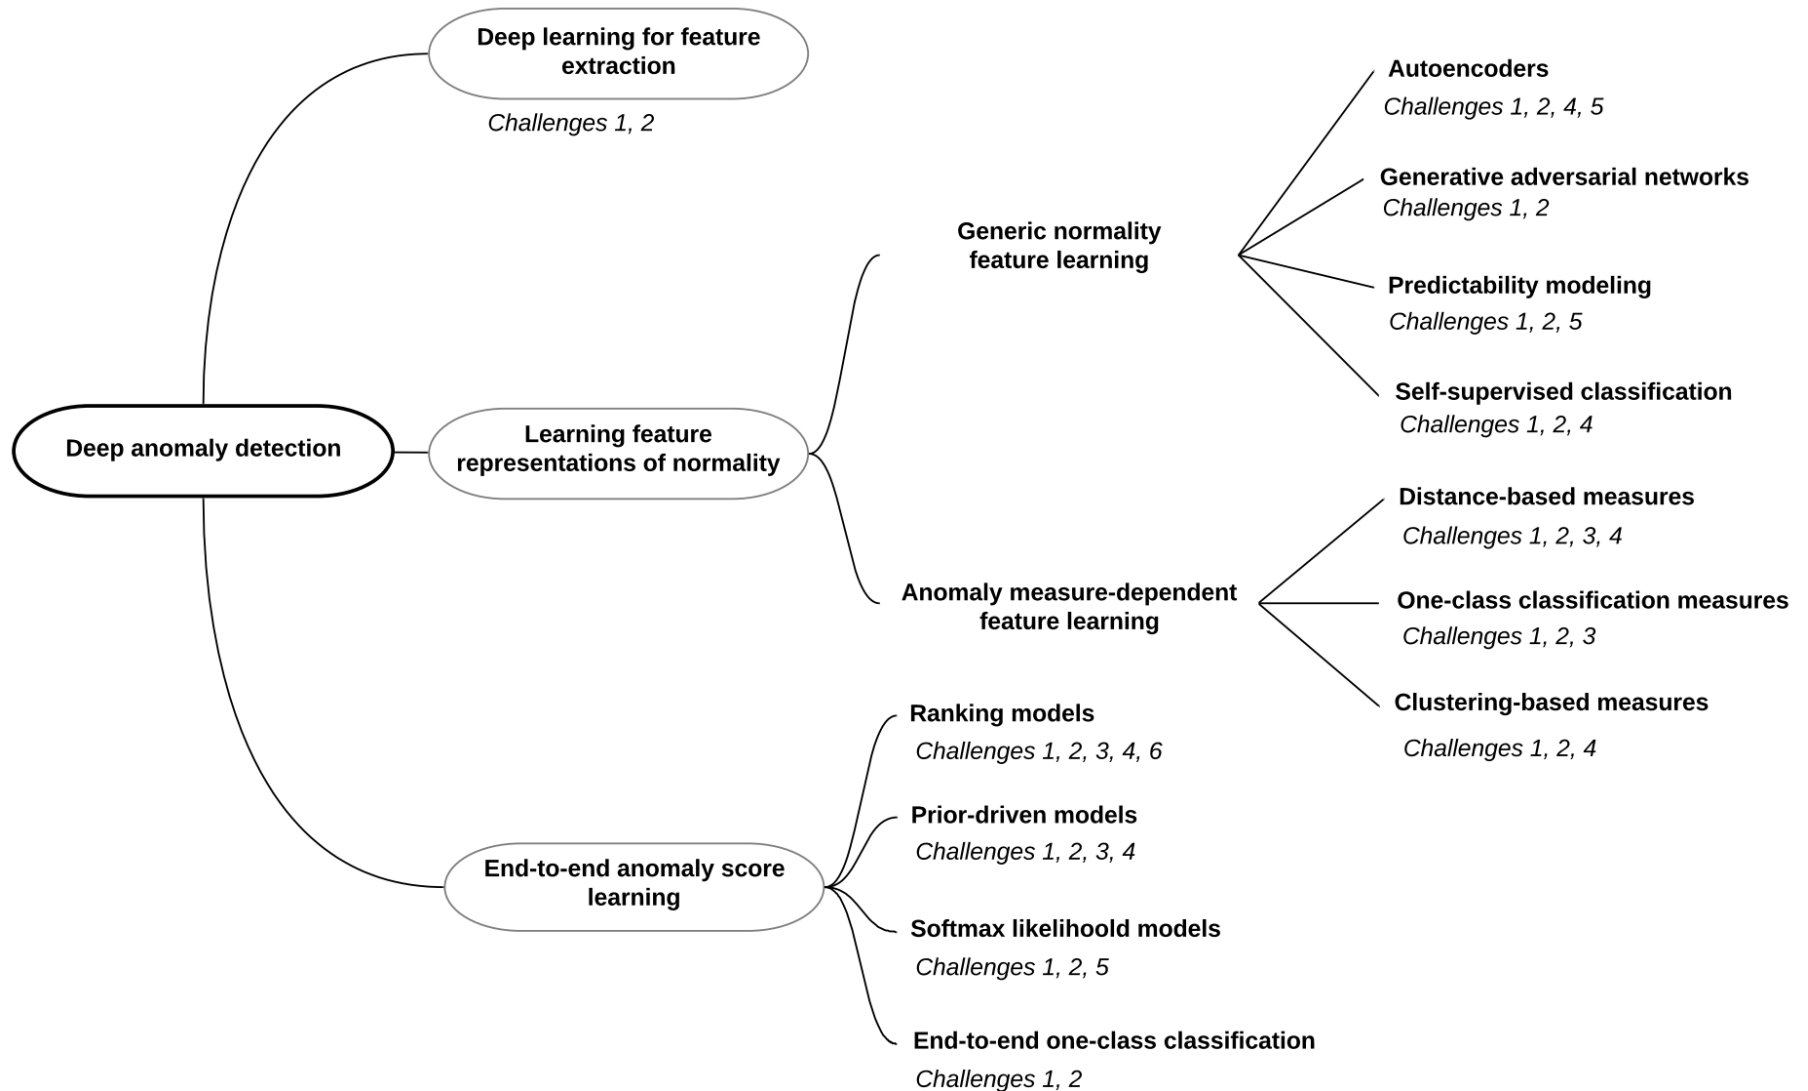 Deep anomaly detection
Deep learning for feature
extraction
Challenges 1, 2
Learning feature
representations of normality
Generic normality
feature learning
Autoencoders
Challenges 1, 2, 4, 5
Generative adversarial networks
Challenges 1, 2
Predictability modeling
Challenges 1, 2, 5
Self-supervised classification
Challenges 1, 2, 4
Anomaly measure-dependent
feature learning
Distance-based measures
Challenges 1, 2, 3, 4
One-class classification measures
Challenges 1, 2, 3
Clustering-based measures
Challenges 1, 2, 4
End-to-end anomaly score
learning
Ranking models
Challenges 1, 2, 3, 4, 6
Prior-driven models
Challenges 1, 2, 3, 4
Softmax likelihoold models
Challenges 1, 2, 5
End-to-end one-class classification
Challenges 1, 2